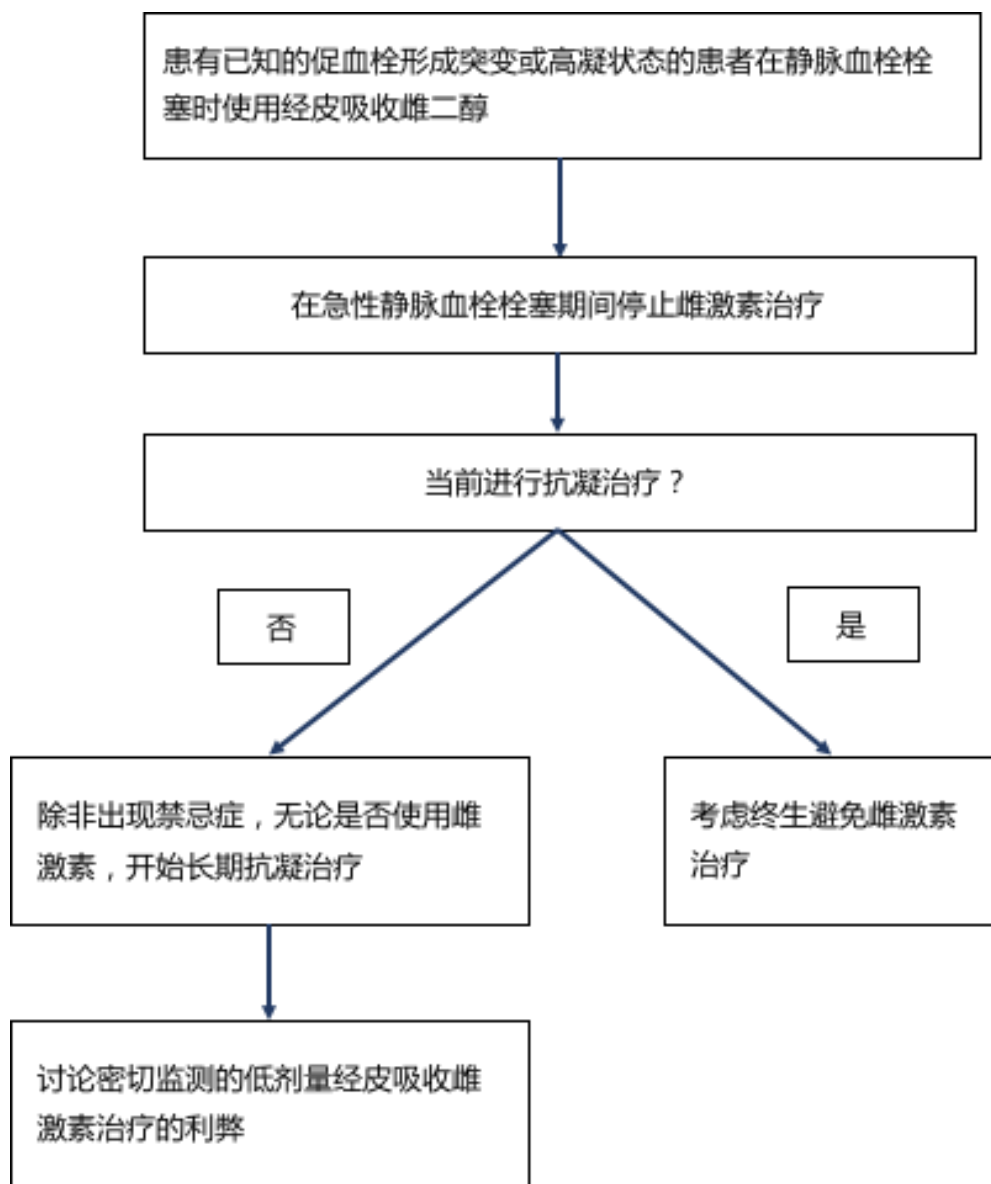 患有已知的促血栓形成突变或高凝状态的患者在静脉血栓栓
塞时使用经皮吸收雌二醇
在急性静脉血栓栓塞期间停止雌激素治疗
当前进行抗凝治疗？
否
是
除非出现禁忌症，无论是否使用雌
激素，开始长期抗凝治疗
考虑终生避免雌激素
治疗
讨论密切监测的低剂量经皮吸收雌
激素治疗的利弊